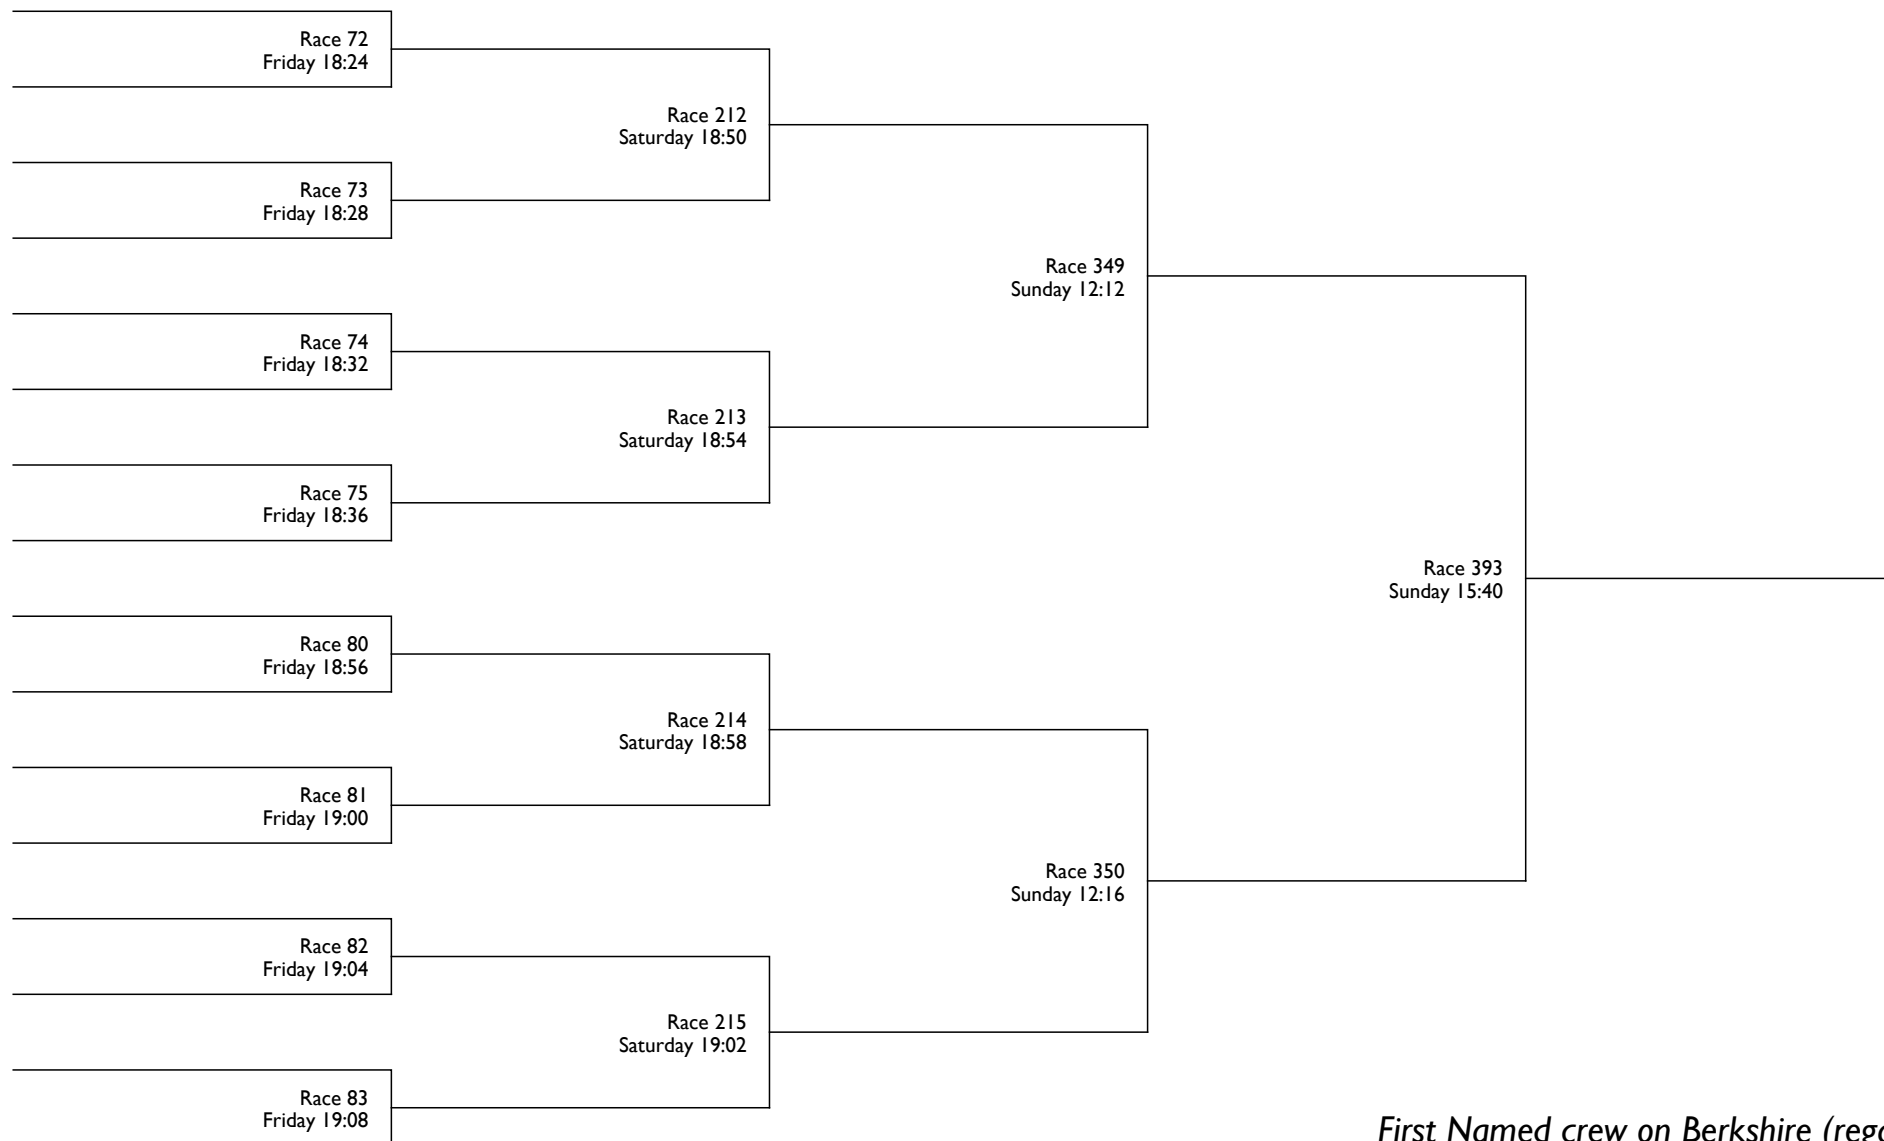 Race 72
Friday 18:24
Race 212
Saturday 18:50
Race 73
Friday 18:28
Race 349
Sunday 12:12
Race 74
Friday 18:32
Race 213
Saturday 18:54
Race 75
Friday 18:36
Race 393
Sunday 15:40
Race 80
Friday 18:56
Race 214
Saturday 18:58
Race 81
Friday 19:00
Race 350
Sunday 12:16
Race 82
Friday 19:04
Race 215
Saturday 19:02
Race 83
Friday 19:08
First Named crew on Berkshire